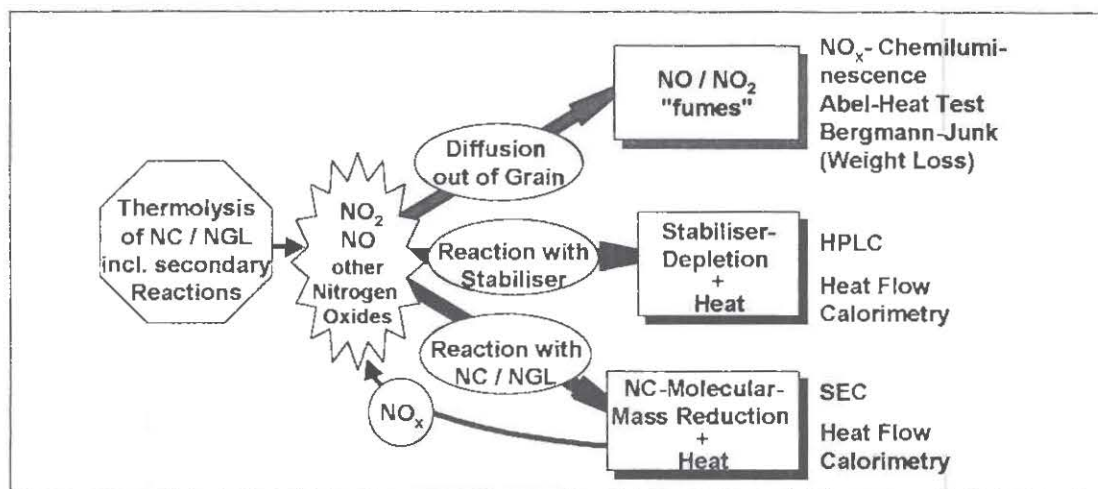 Thermolysis
of NC / NGL
incl. secondary
Reactions
NO₂
NO
other
Nitrogen
Oxides
Diffusion
out of Grain
NO / NO₂
"fumes"
NOₓ- Chemilumi-
nescence
Abel-Heat Test
Bergmann-Junk
(Weight Loss)
Reaction with
Stabiliser
Stabiliser-
Depletion
+
Heat
HPLC
Heat Flow
Calorimetry
Reaction with
NC / NGL
NOₓ
NC-Molecular-
Mass Reduction
+
Heat
SEC
Heat Flow
Calorimetry